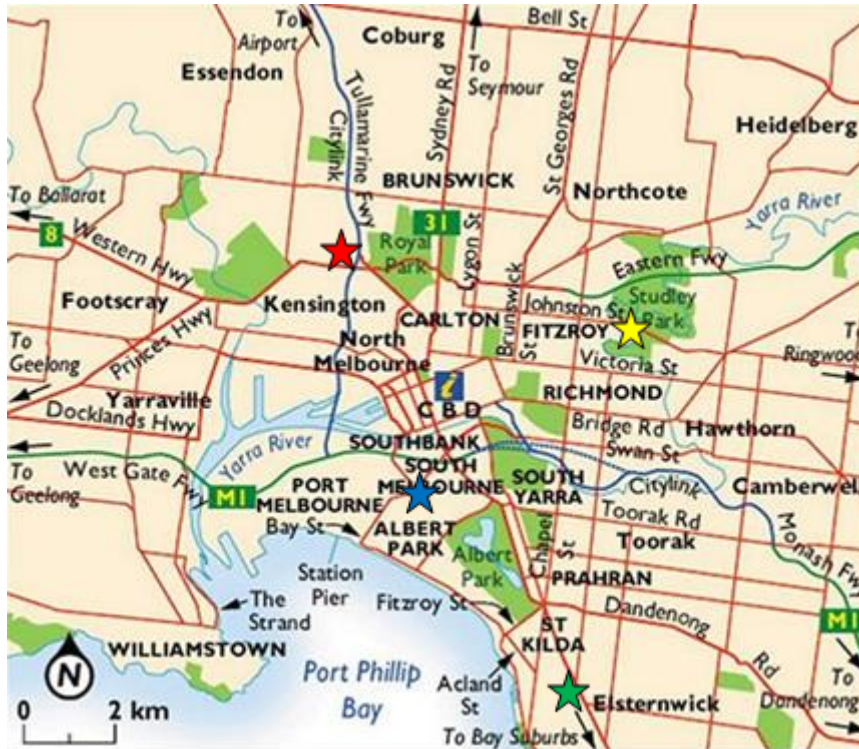 To
Airport
Coburg
Bell St
To
Seymour
Essendon
Tullamarine Fwy
Citylink
Sydney Rd
St Georges Rd
Heidelberg
BRUNSWICK
Northcote
To Ballarat
8
Western Hwy
31
Royal
Park
Lygon St
Yarra River
Eastern Fwy
Footscray
Kensington
Princes Hwy
CARLTON
Brunswick
St
Johnston St
Studley
Park
FITZROY
North
Melbourne
Victoria St
To
Geelong
To
Ringwood
Yarraville
Docklands Hwy
i
CBD
RICHMOND
Bridge Rd
Hawthorn
Yarra River
SOUTHBANK
Swan St
To
Geelong
West Gate Fwy
M1
PORT
MELBOURNE
SOUTH
MELBOURNE
SOUTH
YARRA
Citylink
Camberwel
Bay St
ALBERT
PARK
Toorak Rd
Toorak
Monash Fwy
Albert
Park
Chapel
St
Station
Pier
PRAHRAN
Fitzroy St
Dandenong
Rd
M1
The
Strand
WILLIAMSTOWN
ST
KILDA
N
Port Phillip
Bay
Acland
St
Elsternwick
To
Dandenong
0 2 km
To Bay Suburbs